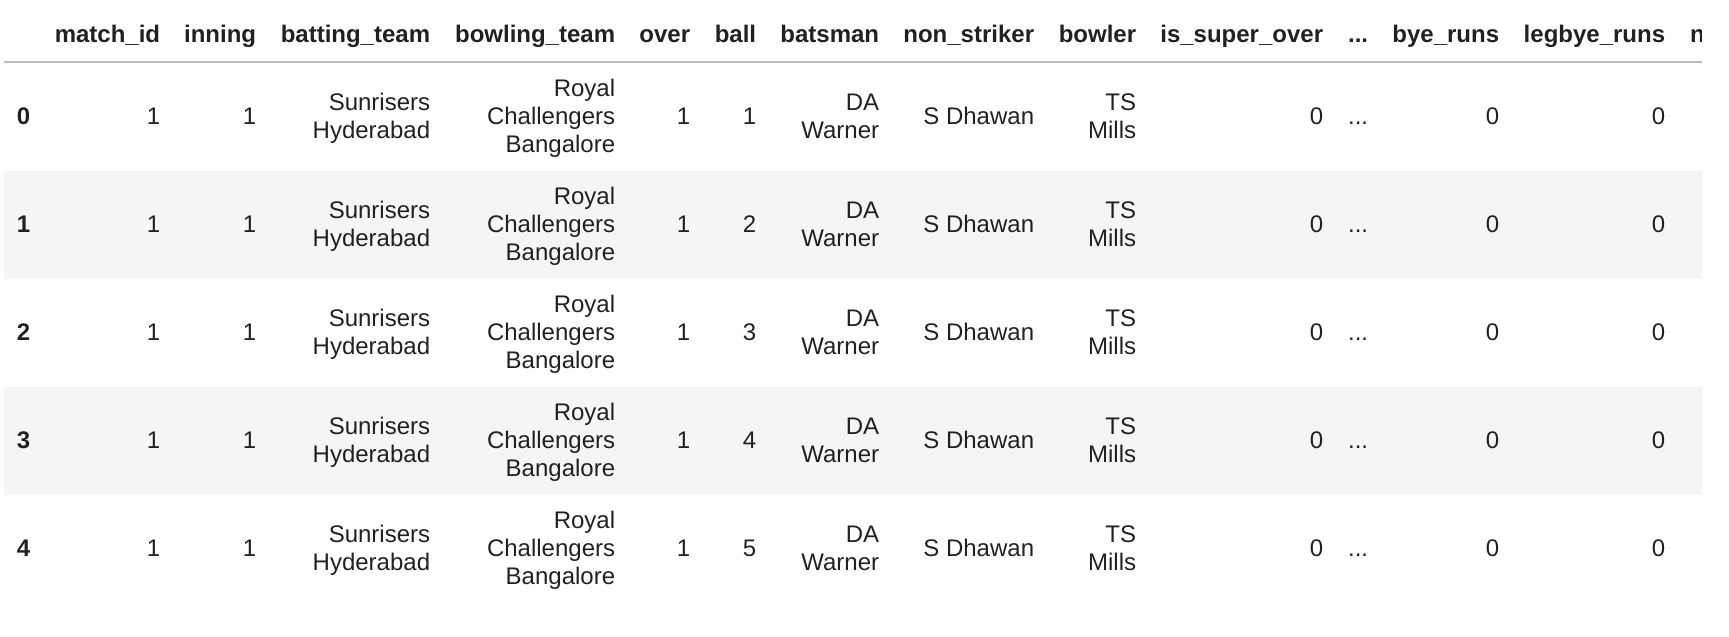 match_id inning batting_team bowling_team over ball batsman non_striker bowler is_super_over ... bye_runs legbye_runs n
0 1 1 Sunrisers Hyderabad Royal Challengers Bangalore 1 1 DA Warner S Dhawan TS Mills 0 ... 0 0
1 1 1 Sunrisers Hyderabad Royal Challengers Bangalore 1 2 DA Warner S Dhawan TS Mills 0 ... 0 0
2 1 1 Sunrisers Hyderabad Royal Challengers Bangalore 1 3 DA Warner S Dhawan TS Mills 0 ... 0 0
3 1 1 Sunrisers Hyderabad Royal Challengers Bangalore 1 4 DA Warner S Dhawan TS Mills 0 ... 0 0
4 1 1 Sunrisers Hyderabad Royal Challengers Bangalore 1 5 DA Warner S Dhawan TS Mills 0 ... 0 0